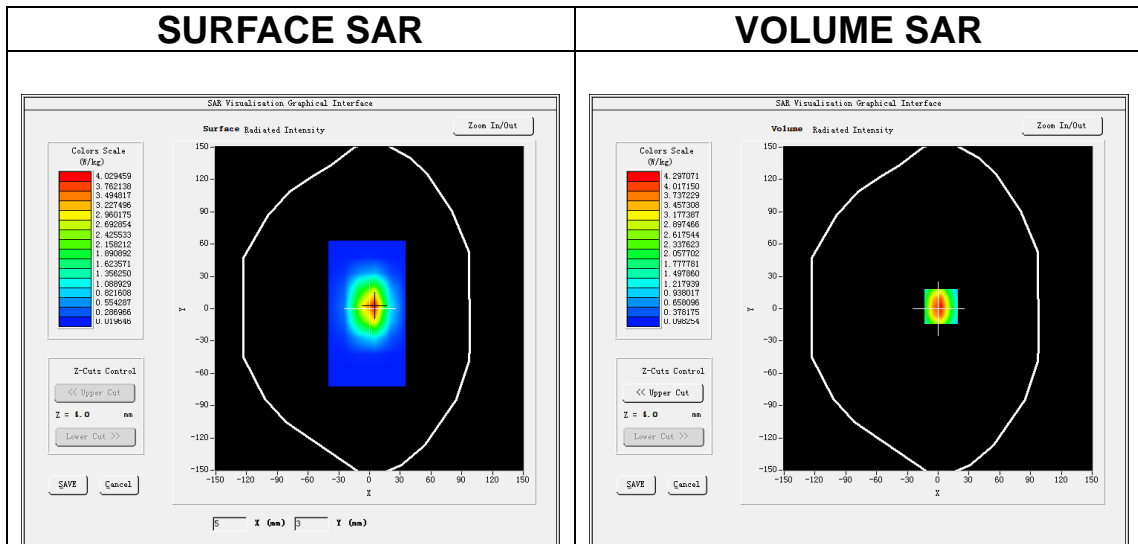 SURFACE SAR
SAR Visualisation Graphical Interface
Surface Radiated Intensity
Zoom In/Out
Colors Scale
(W/kg)
4.029459
3.762138
3.494817
3.227496
2.960175
2.692854
2.425533
2.158212
1.890892
1.623571
1.356250
1.088929
0.821608
0.554287
0.286966
0.019646
Z-Cuts Control
<< Upper Cut
Z = 4.0 mm
Lower Cut >>
SAVE Cancel
150
120
90
60
30
0
-30
-60
-90
-120
-150
Y
-150 -120 -90 -60 -30 0 30 60 90 120 150
X
5 X (mm) 3 Y (mm)
VOLUME SAR
SAR Visualisation Graphical Interface
Volume Radiated Intensity
Zoom In/Out
Colors Scale
(W/kg)
4.297071
4.017150
3.737229
3.457308
3.177387
2.897466
2.617544
2.337623
2.057702
1.777781
1.497860
1.217939
0.938017
0.658096
0.378175
0.098254
Z-Cuts Control
<< Upper Cut
Z = 4.0 mm
Lower Cut >>
SAVE Cancel
150
120
90
60
30
0
-30
-60
-90
-120
-150
Y
-150 -120 -90 -60 -30 0 30 60 90 120 150
X